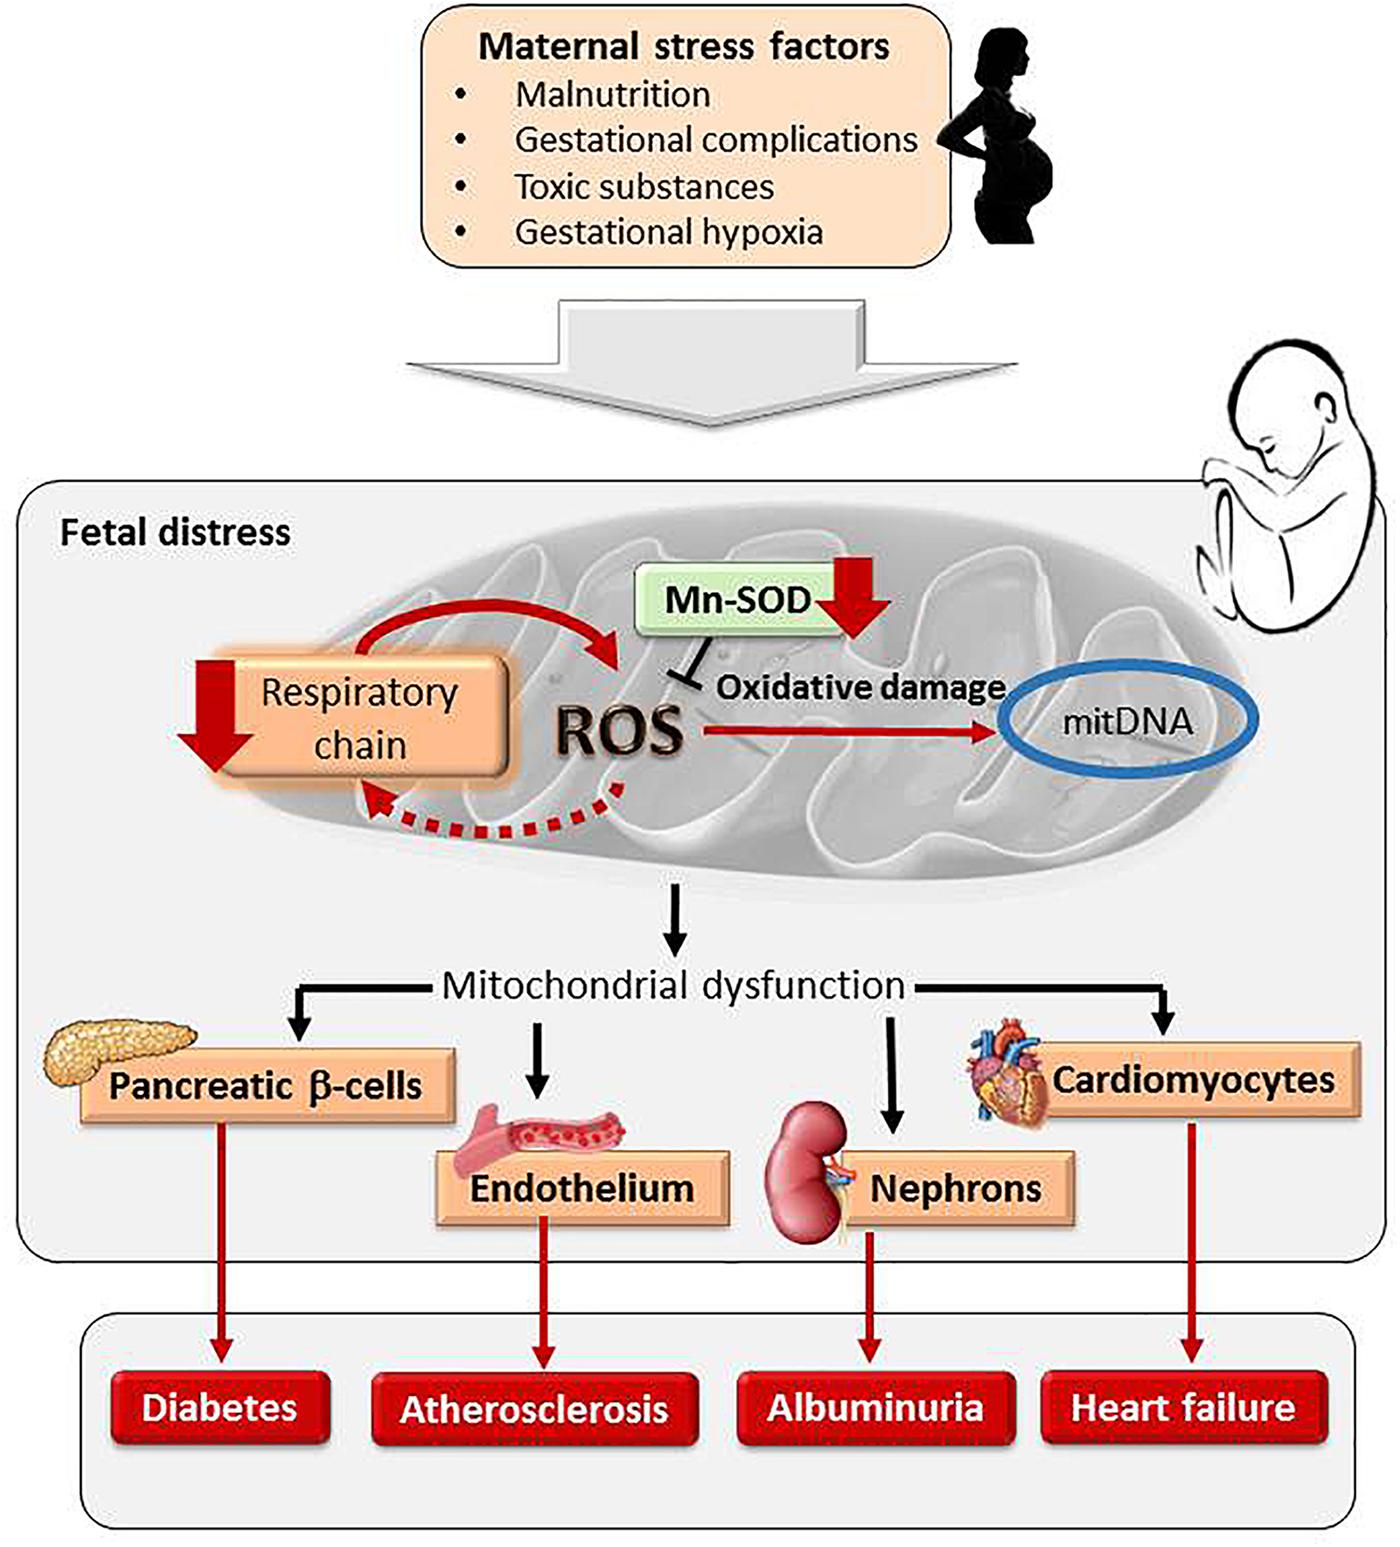 Maternal stress factors
• Malnutrition
• Gestational complications
• Toxic substances
• Gestational hypoxia
Fetal distress
Mn-SOD
Respiratory
chain
ROS
Oxidative damage
mitDNA
Mitochondrial dysfunction
Pancreatic β-cells
Cardiomyocytes
Endothelium
Nephrons
Diabetes
Atherosclerosis
Albuminuria
Heart failure